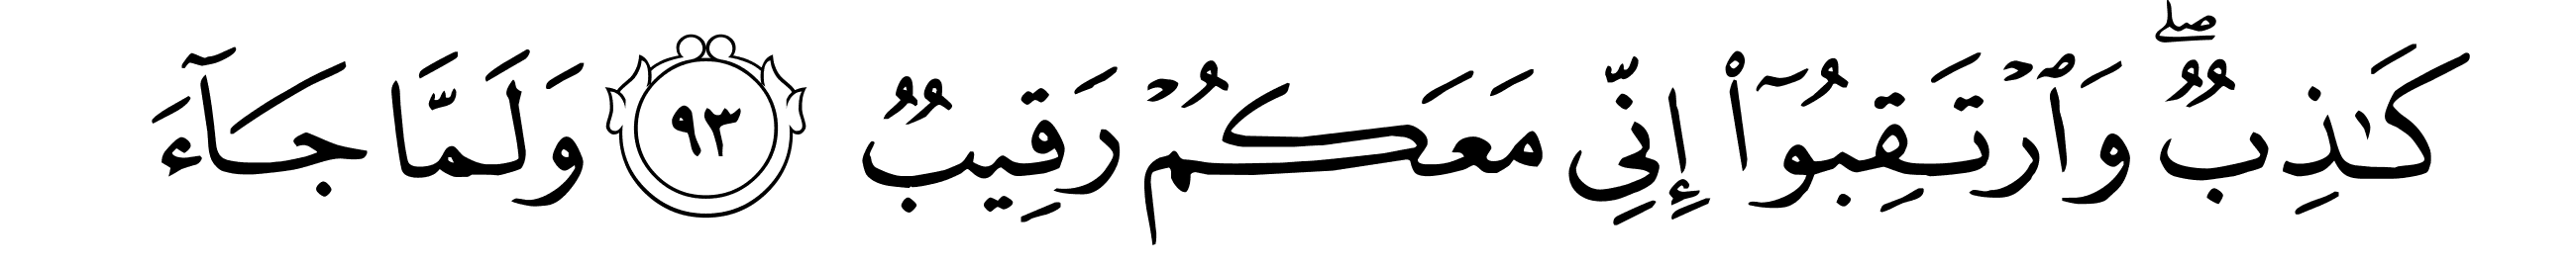 كَٰذِبٌۖ وَٱرْتَقِبُوٓا۟ إِنِّى مَعَكُمْ رَقِيبٌ ٩٣ وَلَمَّا جَآءَ